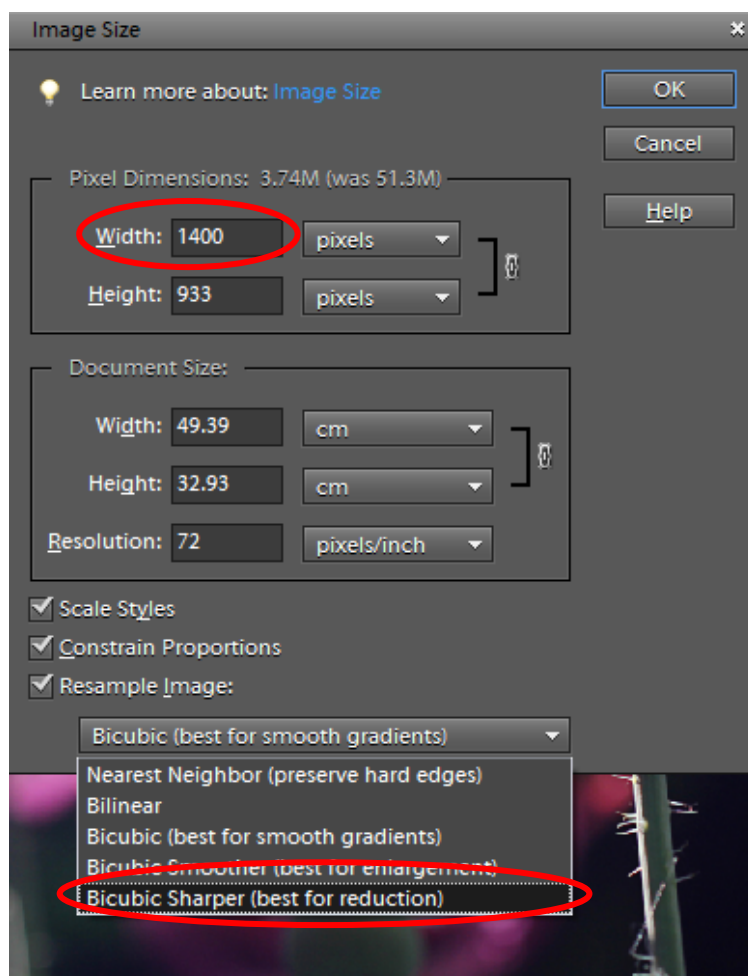 Image Size
Learn more about: Image Size
OK
Cancel
Help
Pixel Dimensions: 3.74M (was 51.3M)
Width: 1400 pixels
Height: 933 pixels
Document Size:
Width: 49.39 cm
Height: 32.93 cm
Resolution: 72 pixels/inch
Scale Styles
Constrain Proportions
Resample Image:
Bicubic (best for smooth gradients)
Nearest Neighbor (preserve hard edges)
Bilinear
Bicubic (best for smooth gradients)
Bicubic Smoother (best for enlargement)
Bicubic Sharper (best for reduction)